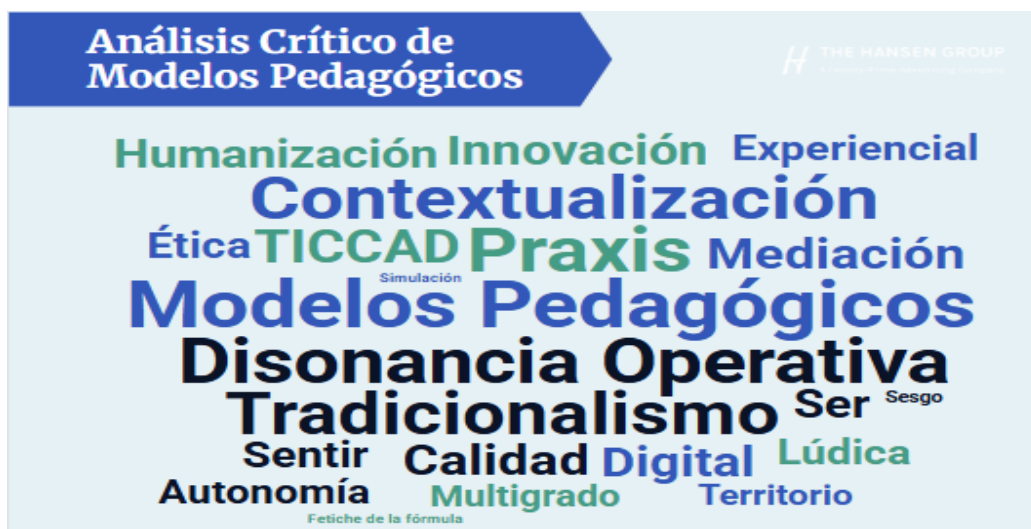 Análisis Crítico de
Modelos Pedagógicos
THE HANSEN GROUP
Humanización Innovación Experiencial
Contextualización
Ética TICCAD Praxis Mediación
Simulación
Modelos Pedagógicos
Disonancia Operativa
Tradicionalismo Ser Sesgo
Sentir Calidad Digital Lúdica
Autonomía Multigrado Territorio
Fetiche de la fórmula